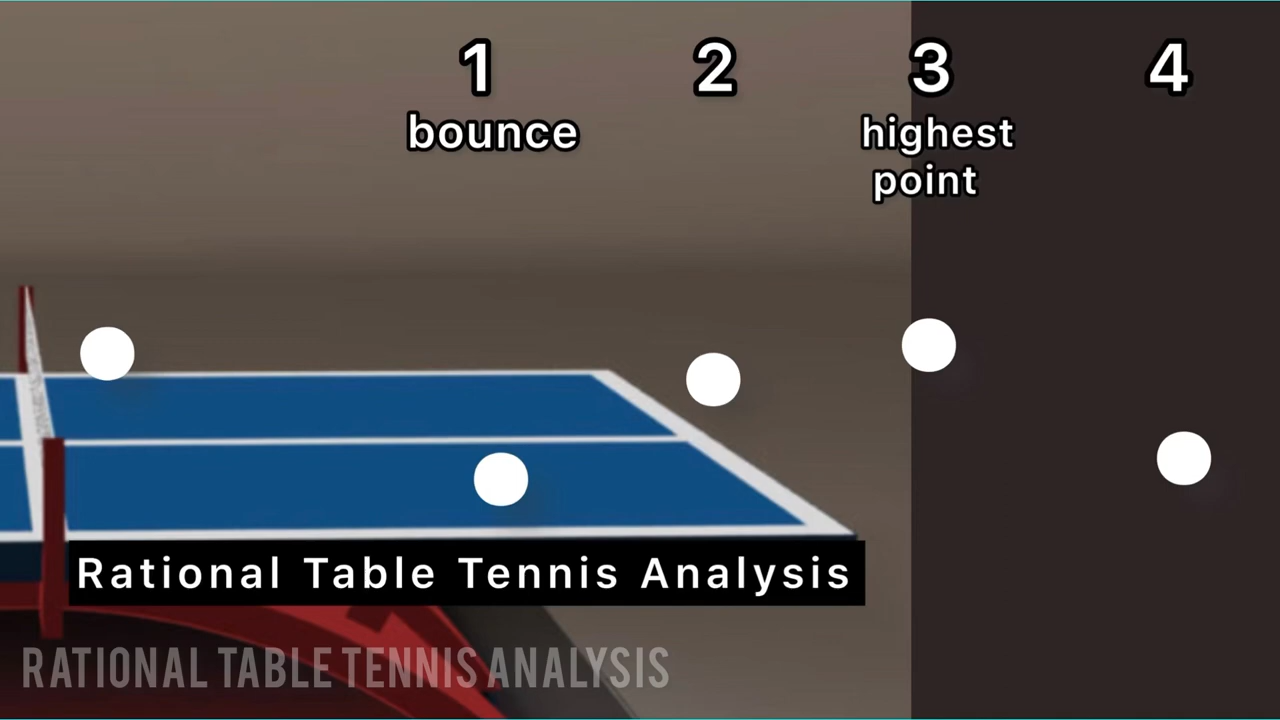 1 2 3 4
bounce highest
point
Rational Table Tennis Analysis
RATIONAL TABLE TENNIS ANALYSIS